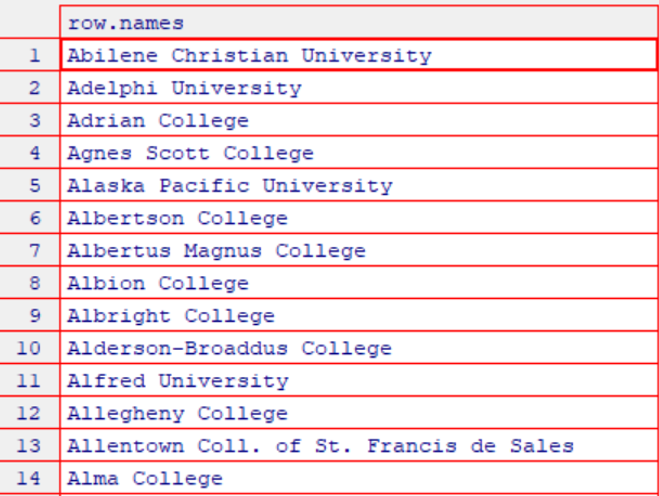 row.names
1 Abilene Christian University
2 Adelphi University
3 Adrian College
4 Agnes Scott College
5 Alaska Pacific University
6 Albertson College
7 Albertus Magnus College
8 Albion College
9 Albright College
10 Alderson-Broaddus College
11 Alfred University
12 Allegheny College
13 Allentown Coll. of St. Francis de Sales
14 Alma College